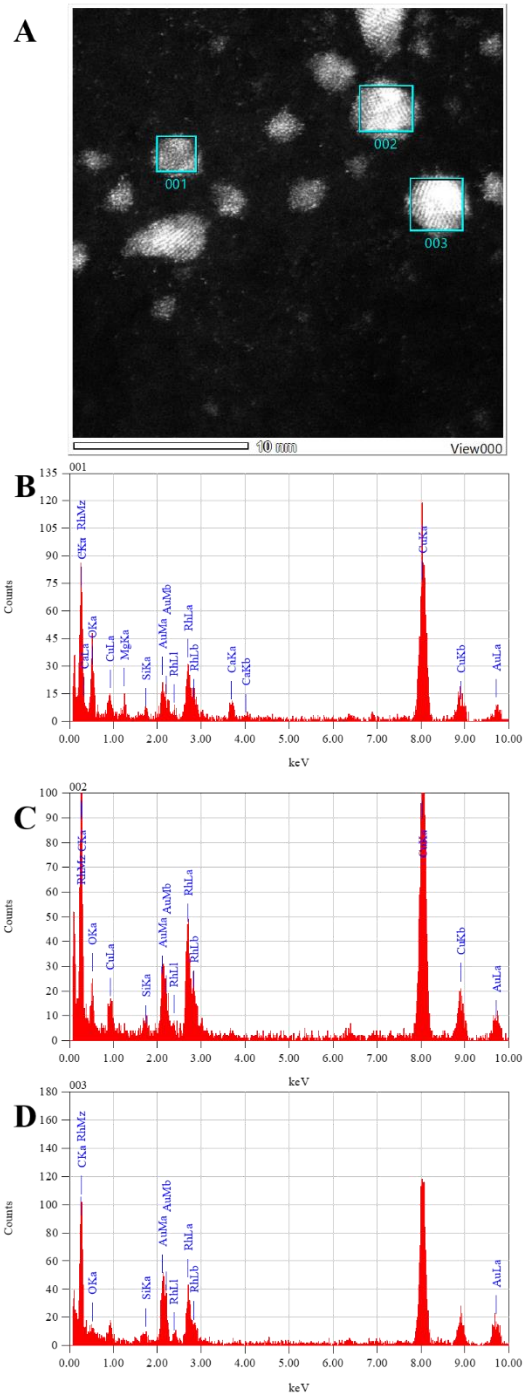 A
001
002
003
10 nm
View000
B
001
135
120
105
90
75
60
45
30
15
0
Counts
CKa RhMz
CaLa OKa
CuLa
MgKa
SiKa
AuMa AuMb
RhLl
RhLa
RhLb
CaKa
CaKb
CuKa
CuKb
AuLa
0.00 1.00 2.00 3.00 4.00 5.00 6.00 7.00 8.00 9.00 10.00
keV
C
002
100
90
80
70
60
50
40
30
20
10
0
Counts
RhMz CKa
OKa
CuLa
SiKa
AuMa AuMb
RhLl
RhLa
RhLb
CuKa
CuKb
AuLa
0.00 1.00 2.00 3.00 4.00 5.00 6.00 7.00 8.00 9.00 10.00
keV
D
003
180
160
140
120
100
80
60
40
20
0
Counts
CKa RhMz
OKa
SiKa
AuMa AuMb
RhLl
RhLa
RhLb
AuLa
0.00 1.00 2.00 3.00 4.00 5.00 6.00 7.00 8.00 9.00 10.00
keV